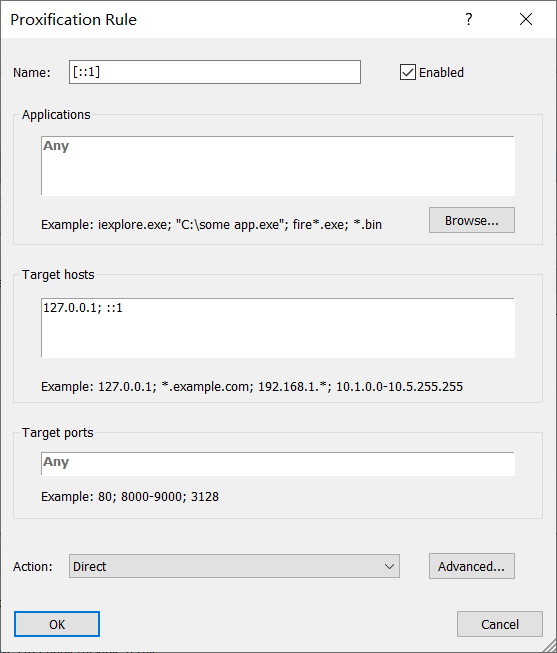 Proxification Rule
Name: [::1] Enabled
Applications
Any
Example: iexplore.exe; "C:\some app.exe"; fire*.exe; *.bin Browse...
Target hosts
127.0.0.1; ::1
Example: 127.0.0.1; *.example.com; 192.168.1.*; 10.1.0.0-10.5.255.255
Target ports
Any
Example: 80; 8000-9000; 3128
Action: Direct Advanced...
OK Cancel